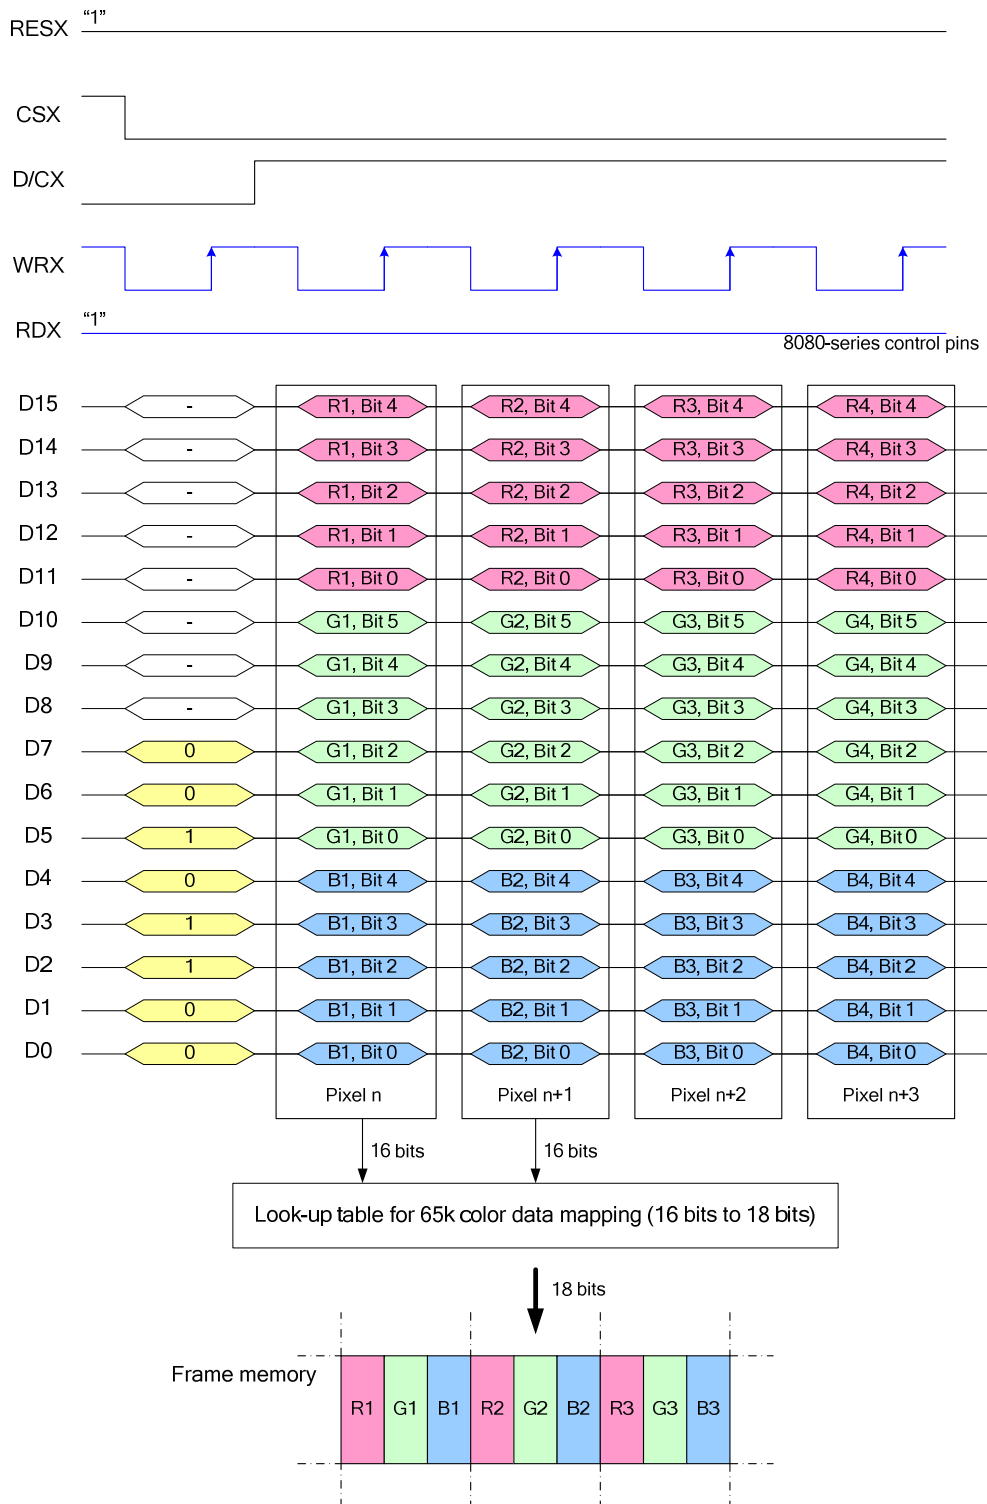 RESX “1”
CSX
D/CX
WRX
RDX “1”
8080-series control pins
D15 - R1, Bit 4 R2, Bit 4 R3, Bit 4 R4, Bit 4
D14 - R1, Bit 3 R2, Bit 3 R3, Bit 3 R4, Bit 3
D13 - R1, Bit 2 R2, Bit 2 R3, Bit 2 R4, Bit 2
D12 - R1, Bit 1 R2, Bit 1 R3, Bit 1 R4, Bit 1
D11 - R1, Bit 0 R2, Bit 0 R3, Bit 0 R4, Bit 0
D10 - G1, Bit 5 G2, Bit 5 G3, Bit 5 G4, Bit 5
D9 - G1, Bit 4 G2, Bit 4 G3, Bit 4 G4, Bit 4
D8 - G1, Bit 3 G2, Bit 3 G3, Bit 3 G4, Bit 3
D7 0 G1, Bit 2 G2, Bit 2 G3, Bit 2 G4, Bit 2
D6 0 G1, Bit 1 G2, Bit 1 G3, Bit 1 G4, Bit 1
D5 1 G1, Bit 0 G2, Bit 0 G3, Bit 0 G4, Bit 0
D4 0 B1, Bit 4 B2, Bit 4 B3, Bit 4 B4, Bit 4
D3 1 B1, Bit 3 B2, Bit 3 B3, Bit 3 B4, Bit 3
D2 1 B1, Bit 2 B2, Bit 2 B3, Bit 2 B4, Bit 2
D1 0 B1, Bit 1 B2, Bit 1 B3, Bit 1 B4, Bit 1
D0 0 B1, Bit 0 B2, Bit 0 B3, Bit 0 B4, Bit 0
Pixel n Pixel n+1 Pixel n+2 Pixel n+3
16 bits 16 bits
Look-up table for 65k color data mapping (16 bits to 18 bits)
18 bits
Frame memory
R1 G1 B1 R2 G2 B2 R3 G3 B3